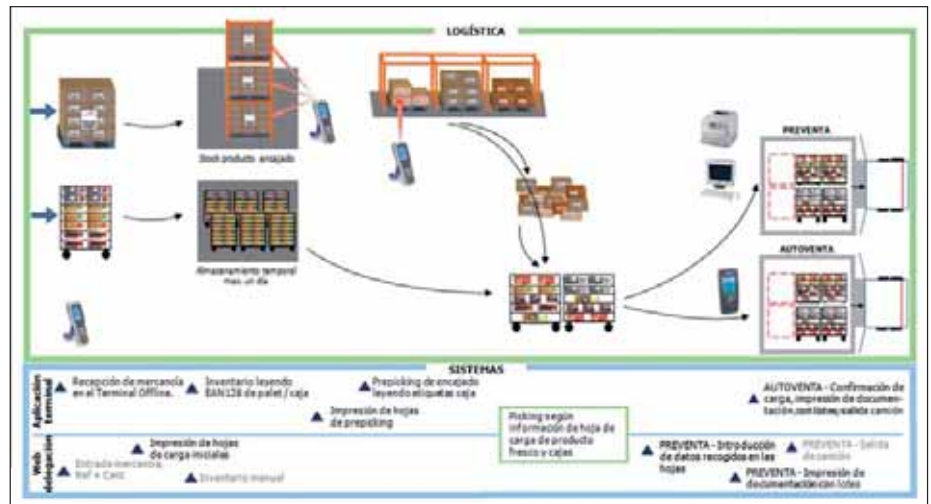 LOGÍSTICA
Stock producto encajado
Almacenamiento temporal
max. un día
PREVENTA
AUTOVENTA
SISTEMAS
Aplicación
terminal
Recepción de mercancía
en el Terminal Offline.
Inventario leyendo
EAN128 de palet / caja
Prepicking de encajado
leyendo etiquetas caja
Impresión de hojas
de prepicking
AUTOVENTA - Confirmación de
carga, impresión de documen-
tación con lotes, salida camión
Picking según
información de hoja de
carga de producto
fresco y cajas
Web
delegación
Impresión de hojas
de carga iniciales
Entrada mercancía.
Ref + Cant
Inventario manual
PREVENTA - Introducción
de datos recogidos en las
hojas
PREVENTA - Salida
de camión
PREVENTA - Impresión de
documentación con lotes